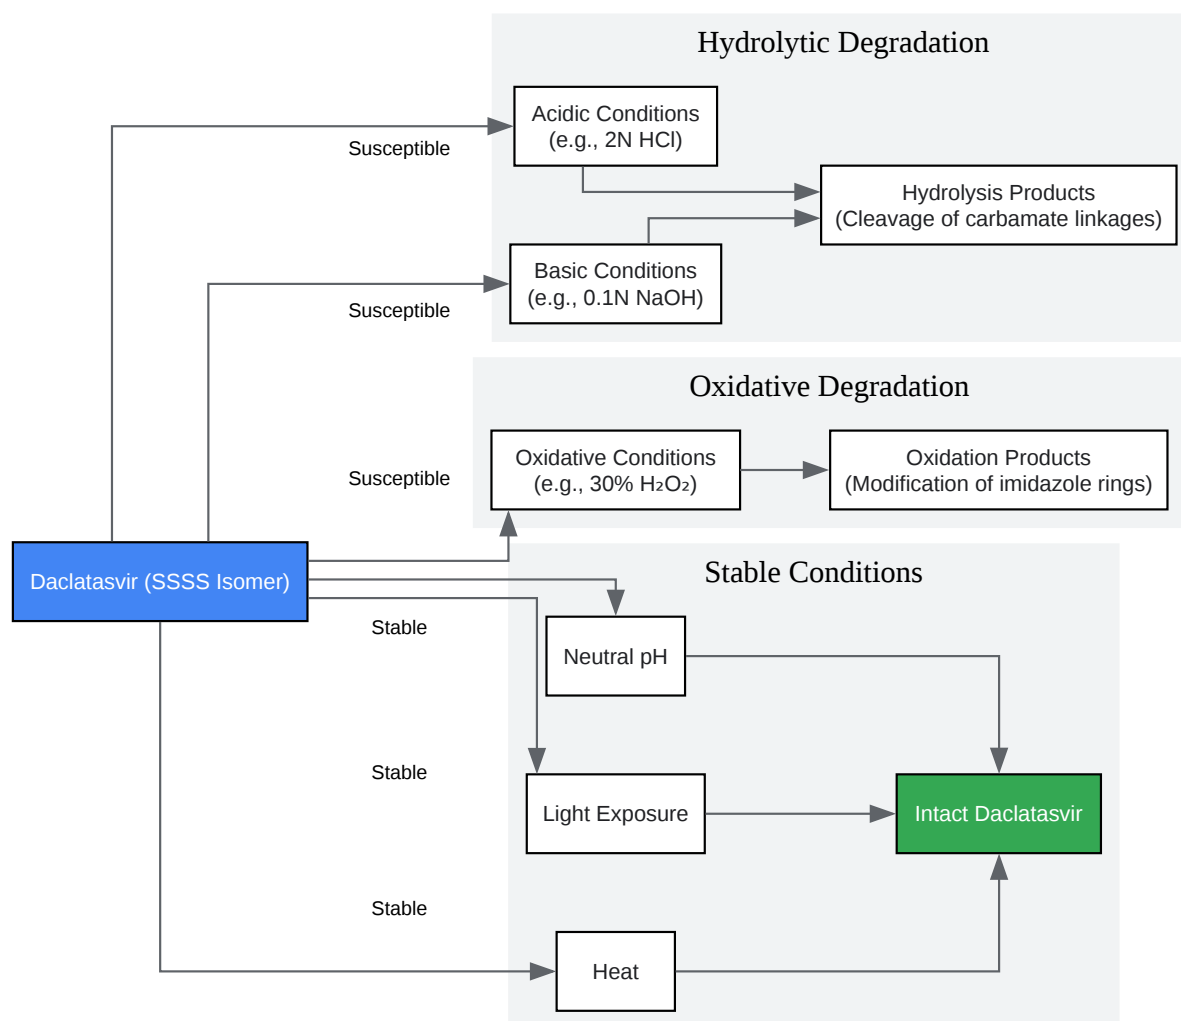 Hydrolytic Degradation
Acidic Conditions
(e.g., 2N HCl)
Susceptible
Hydrolysis Products
(Cleavage of carbamate linkages)
Basic Conditions
(e.g., 0.1N NaOH)
Susceptible
Oxidative Degradation
Oxidative Conditions
(e.g., 30% H₂O₂)
Susceptible
Oxidation Products
(Modification of imidazole rings)
Daclatasvir (SSSS Isomer)
Stable Conditions
Stable
Neutral pH
Stable
Light Exposure
Intact Daclatasvir
Stable
Heat